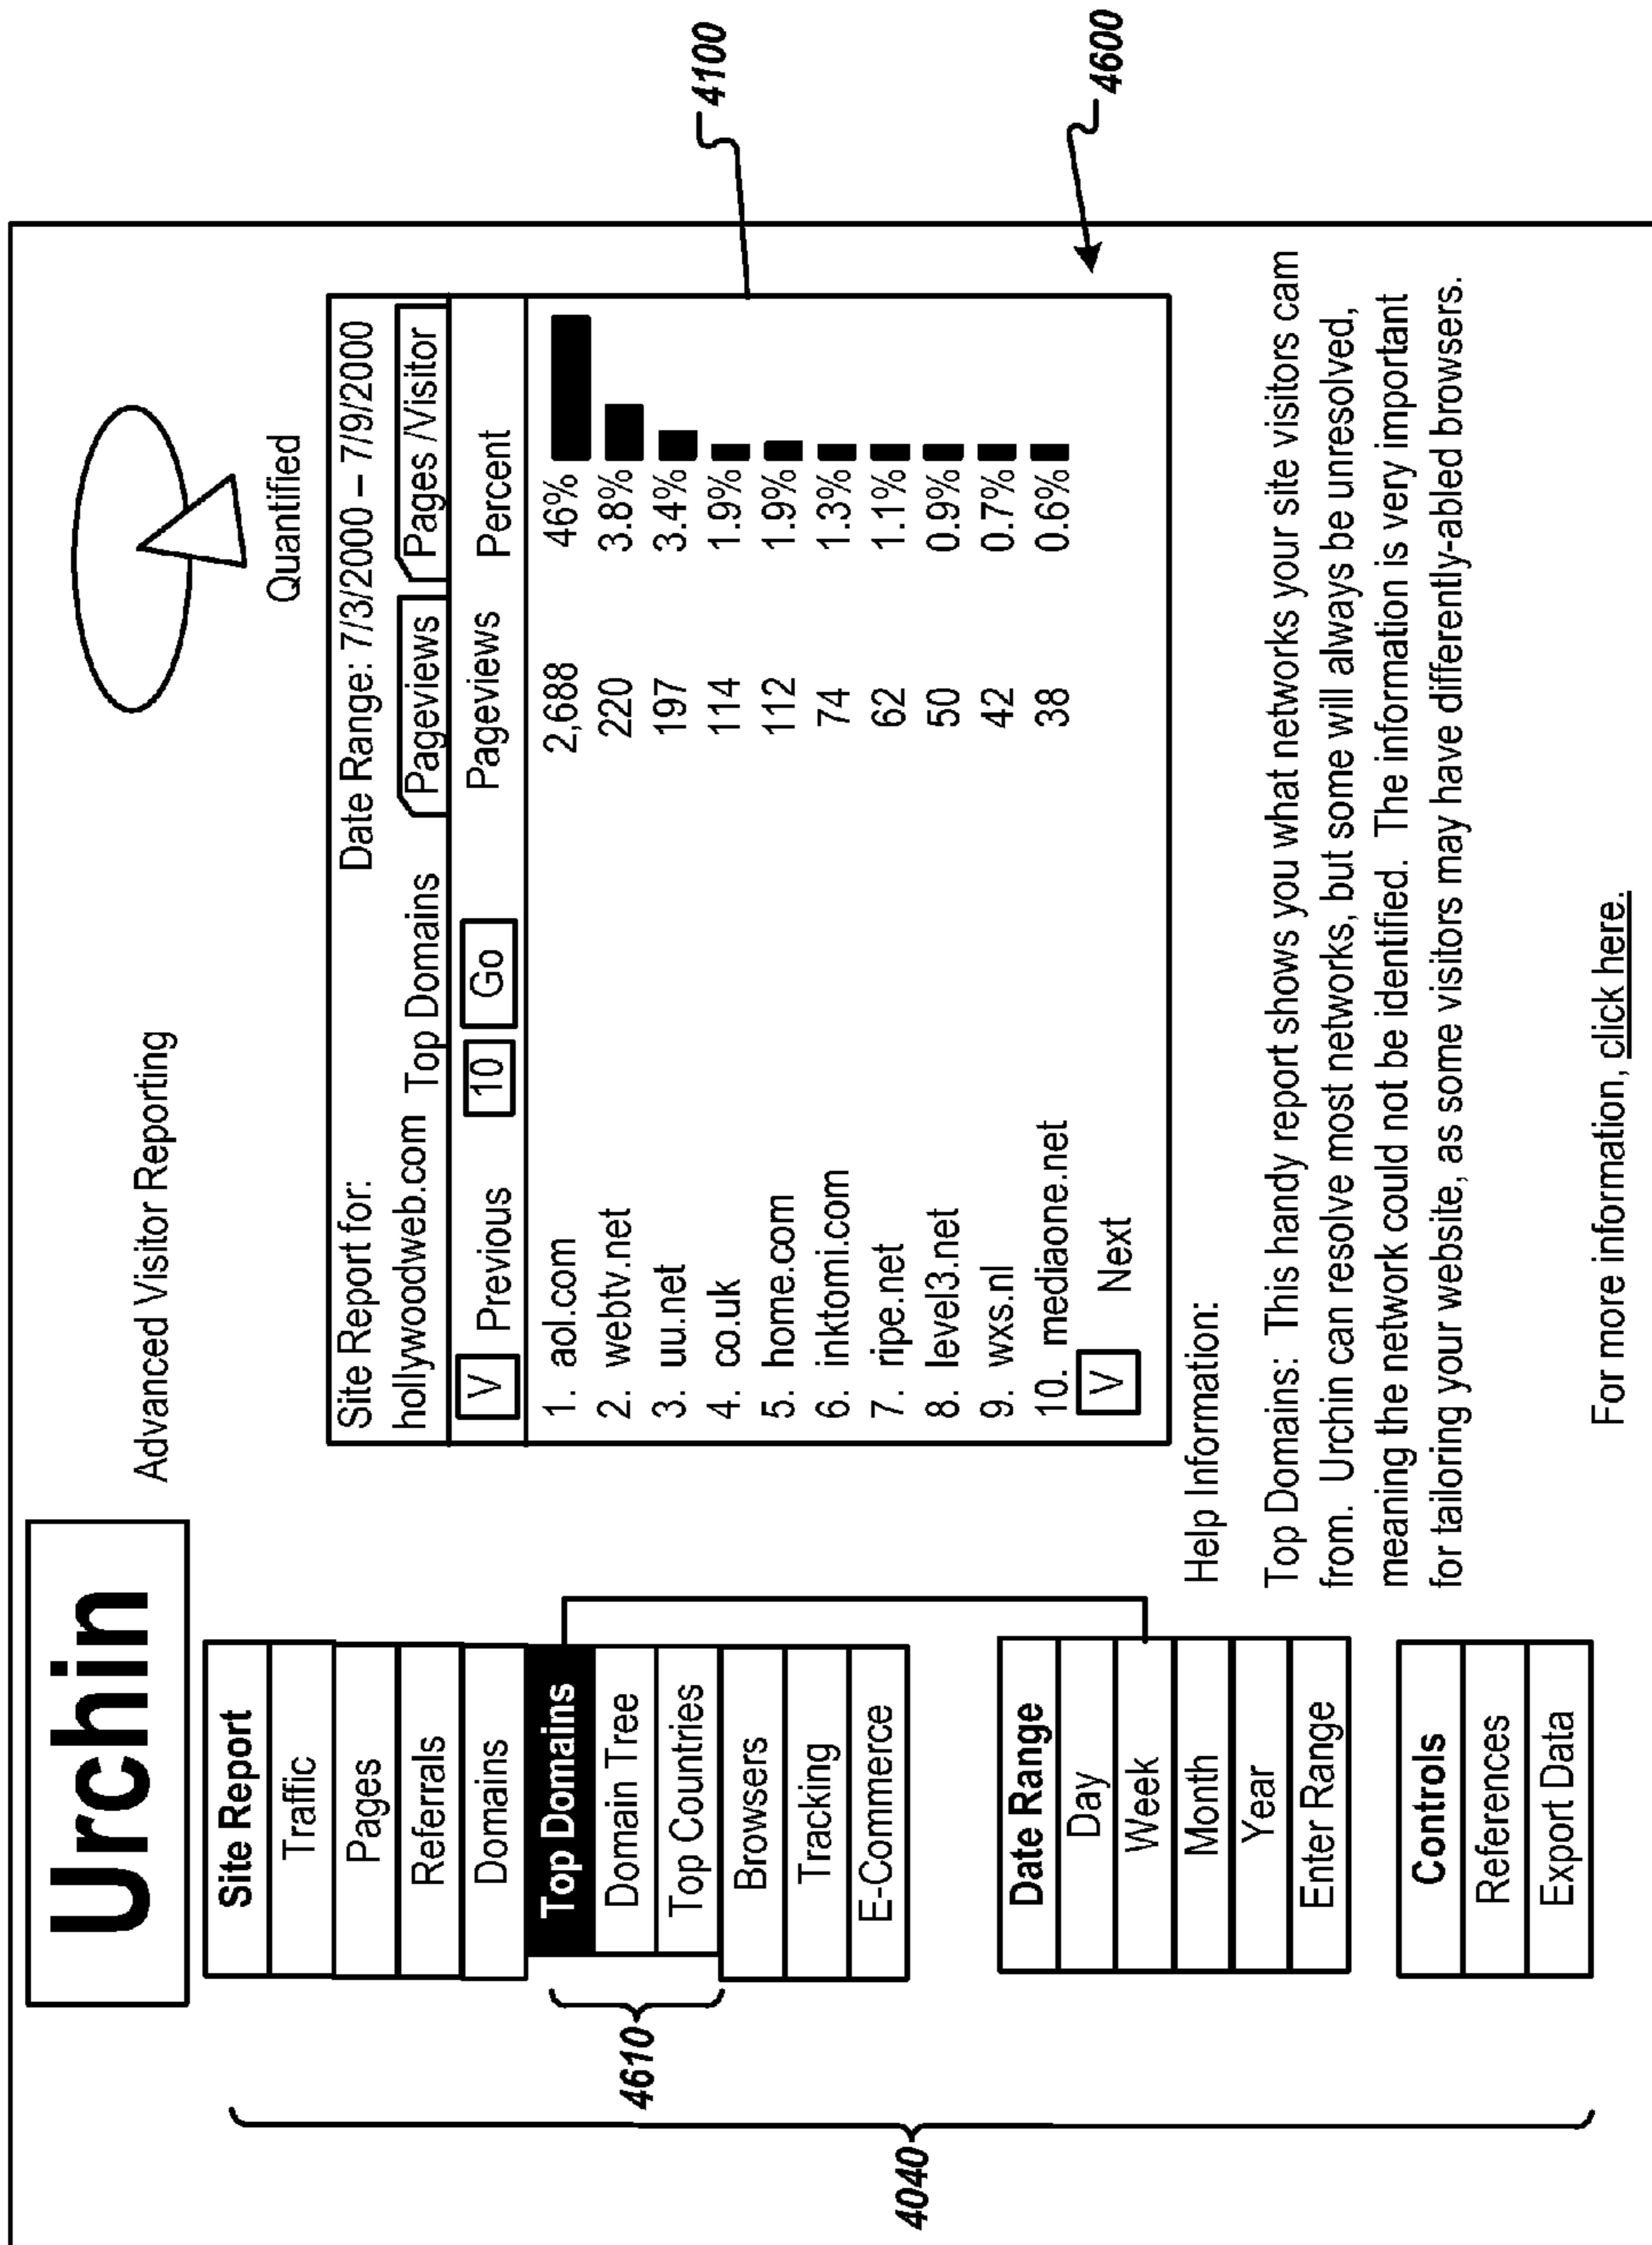 Urchin
Advanced Visitor Reporting
Quantified
Site Report
Traffic
Pages
Referrals
Domains
Top Domains
Domain Tree
Top Countries
Browsers
Tracking
E-Commerce
Date Range
Day
Week
Month
Year
Enter Range
Controls
References
Export Data
4040
4610
Site Report for: Date Range: 7/3/2000 – 7/9/2000
hollywoodweb.com Top Domains Pageviews Pages /Visitor
V Previous 10 Go Pageviews Percent
1. aol.com 2,688 46%
2. webtv.net 220 3.8%
3. uu.net 197 3.4%
4. co.uk 114 1.9%
5. home.com 112 1.9%
6. inktomi.com 74 1.3%
7. ripe.net 62 1.1%
8. level3.net 50 0.9%
9. wxs.nl 42 0.7%
10. mediaone.net 38 0.6%
V Next
4100
4600
Help Information:
Top Domains: This handy report shows you what networks your site visitors cam
from. Urchin can resolve most networks, but some will always be unresolved,
meaning the network could not be identified. The information is very important
for tailoring your website, as some visitors may have differently-abled browsers.
For more information, click here.